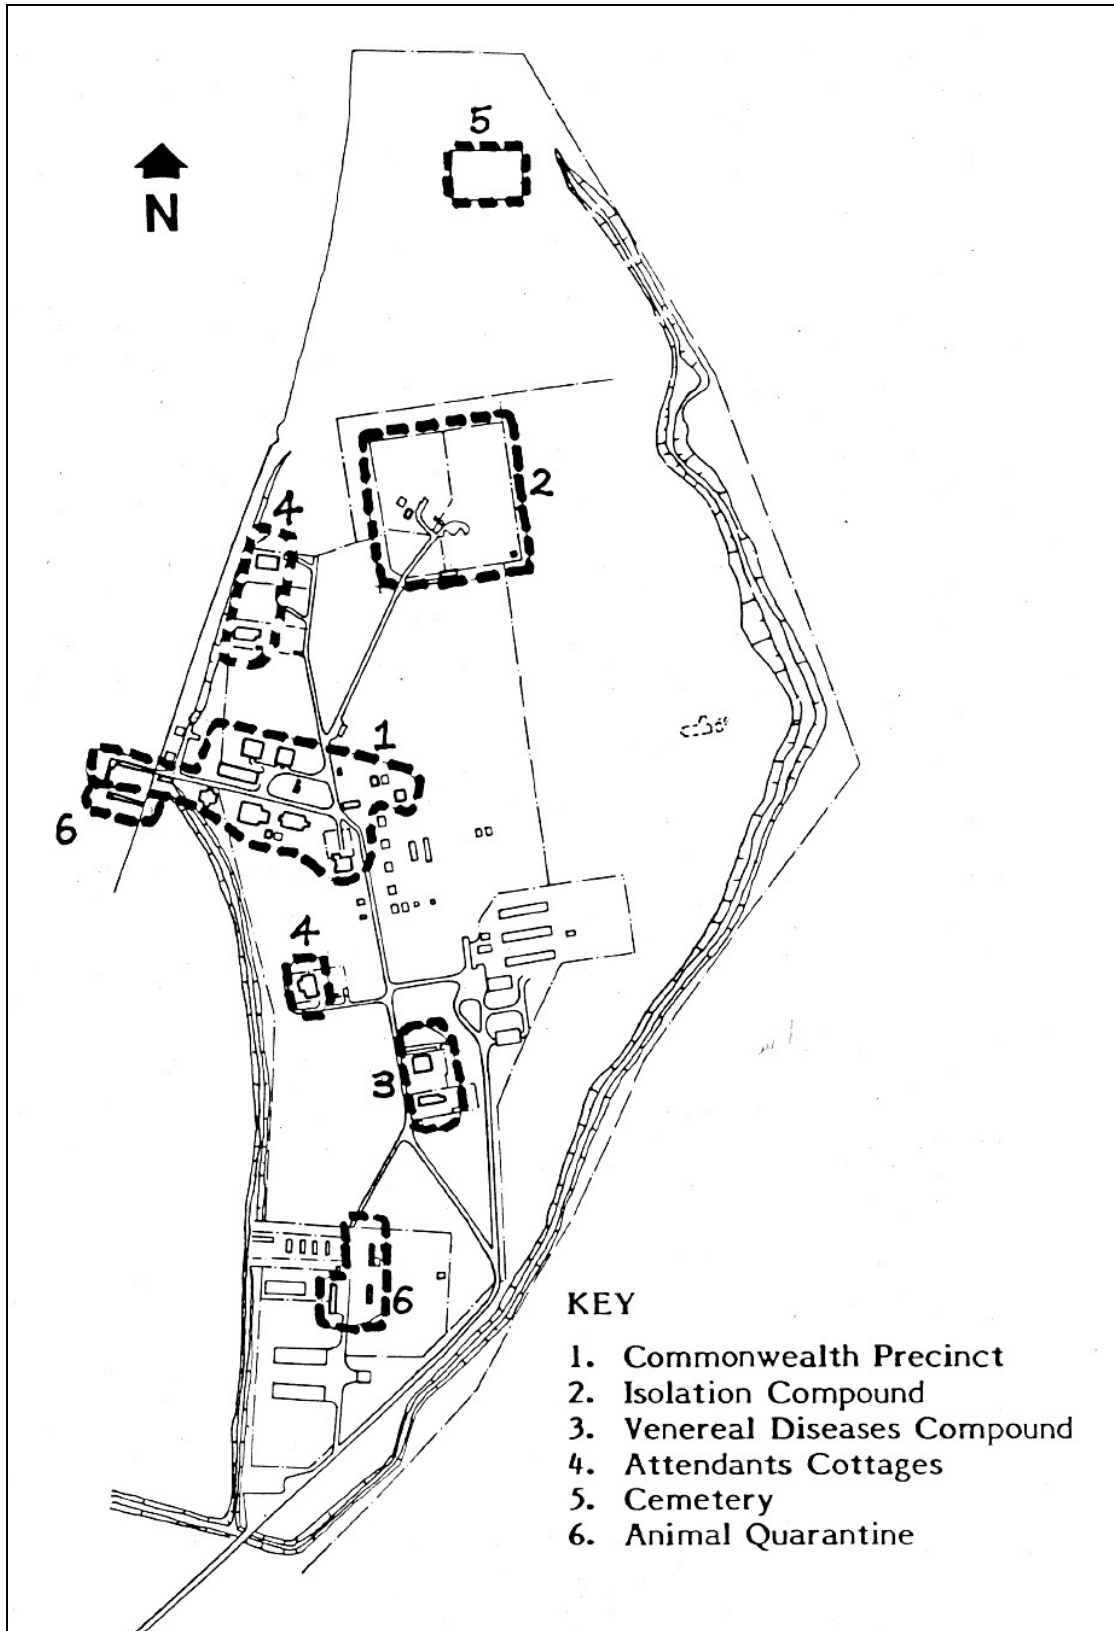 5
N
2
4
1
6
4
3
6
KEY
1. Commonwealth Precinct
2. Isolation Compound
3. Venereal Diseases Compound
4. Attendants Cottages
5. Cemetery
6. Animal Quarantine